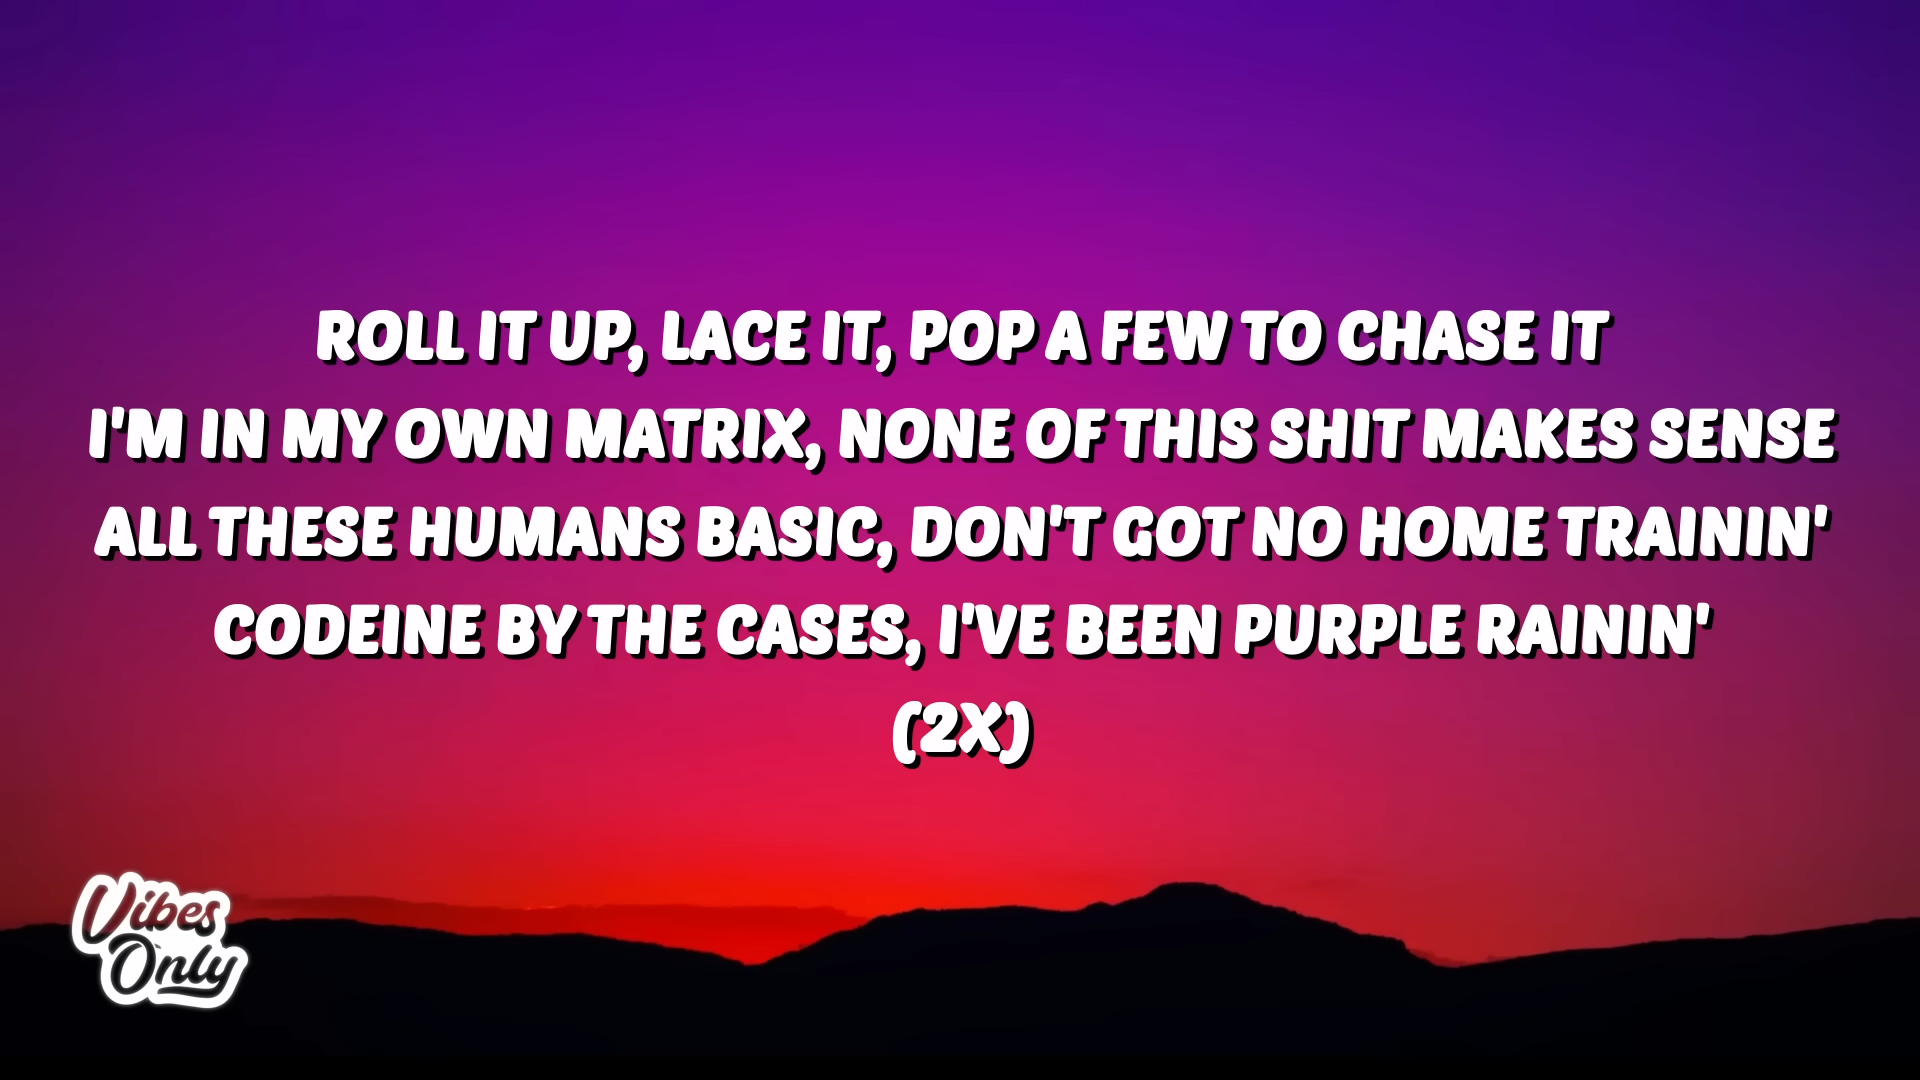 ROLL IT UP, LACE IT, POP A FEW TO CHASE IT
I'M IN MY OWN MATRIX, NONE OF THIS SHIT MAKES SENSE
ALL THESE HUMANS BASIC, DON'T GOT NO HOME TRAININ'
CODEINE BY THE CASES, I'VE BEEN PURPLE RAININ'
(2X)
Vibes
Only